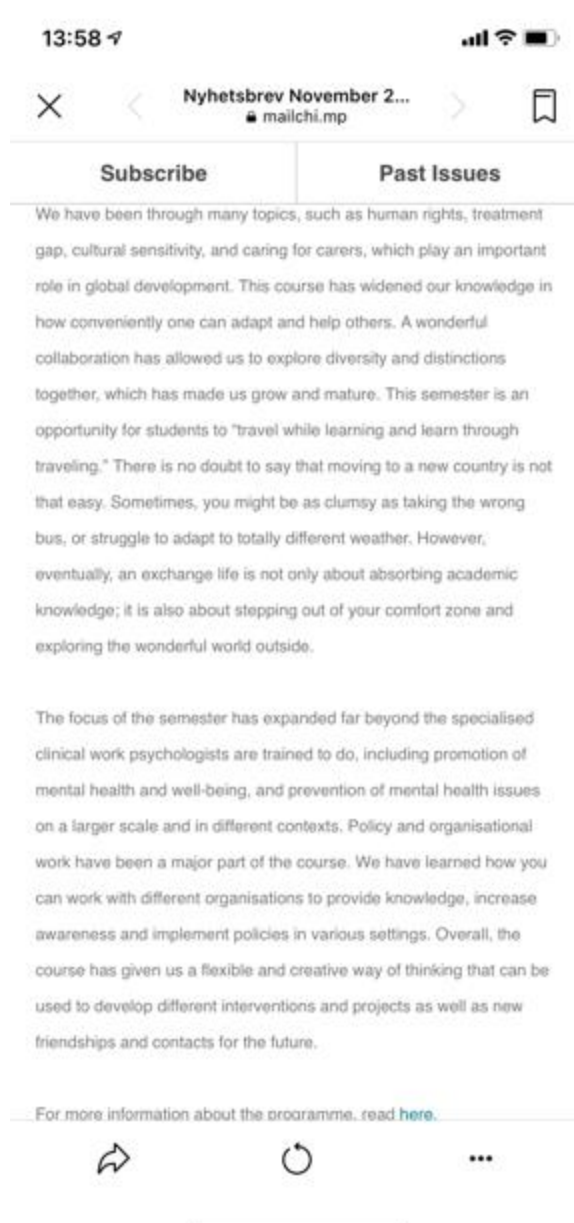 13:58
Nyhetsbrev November 2...
mailchi.mp
Subscribe
Past Issues
We have been through many topics, such as human rights, treatment
gap, cultural sensitivity, and caring for carers, which play an important
role in global development. This course has widened our knowledge in
how conveniently one can adapt and help others. A wonderful
collaboration has allowed us to explore diversity and distinctions
together, which has made us grow and mature. This semester is an
opportunity for students to “travel while learning and learn through
traveling.” There is no doubt to say that moving to a new country is not
that easy. Sometimes, you might be as clumsy as taking the wrong
bus, or struggle to adapt to totally different weather. However,
eventually, an exchange life is not only about absorbing academic
knowledge; it is also about stepping out of your comfort zone and
exploring the wonderful world outside.
The focus of the semester has expanded far beyond the specialised
clinical work psychologists are trained to do, including promotion of
mental health and well-being, and prevention of mental health issues
on a larger scale and in different contexts. Policy and organisational
work have been a major part of the course. We have learned how you
can work with different organisations to provide knowledge, increase
awareness and implement policies in various settings. Overall, the
course has given us a flexible and creative way of thinking that can be
used to develop different interventions and projects as well as new
friendships and contacts for the future.
For more information about the programme, read here.